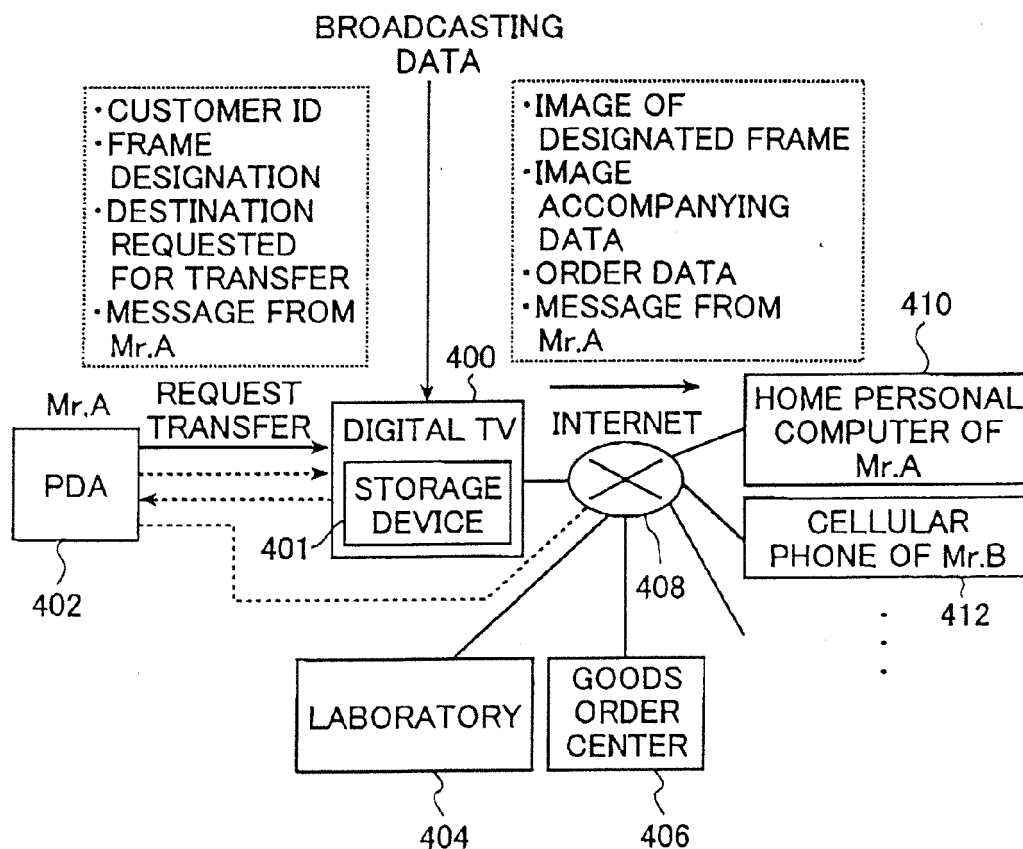 BROADCASTING
DATA
・CUSTOMER ID
・FRAME
DESIGNATION
・DESTINATION
REQUESTED
FOR TRANSFER
・MESSAGE FROM
Mr.A
・IMAGE OF
DESIGNATED FRAME
・IMAGE
ACCOMPANYING
DATA
・ORDER DATA
・MESSAGE FROM
Mr.A
410
400
Mr.A
REQUEST
TRANSFER
PDA
402
DIGITAL TV
STORAGE
DEVICE
401
INTERNET
408
HOME PERSONAL
COMPUTER OF
Mr.A
CELLULAR
PHONE OF Mr.B
412
LABORATORY
404
GOODS
ORDER
CENTER
406